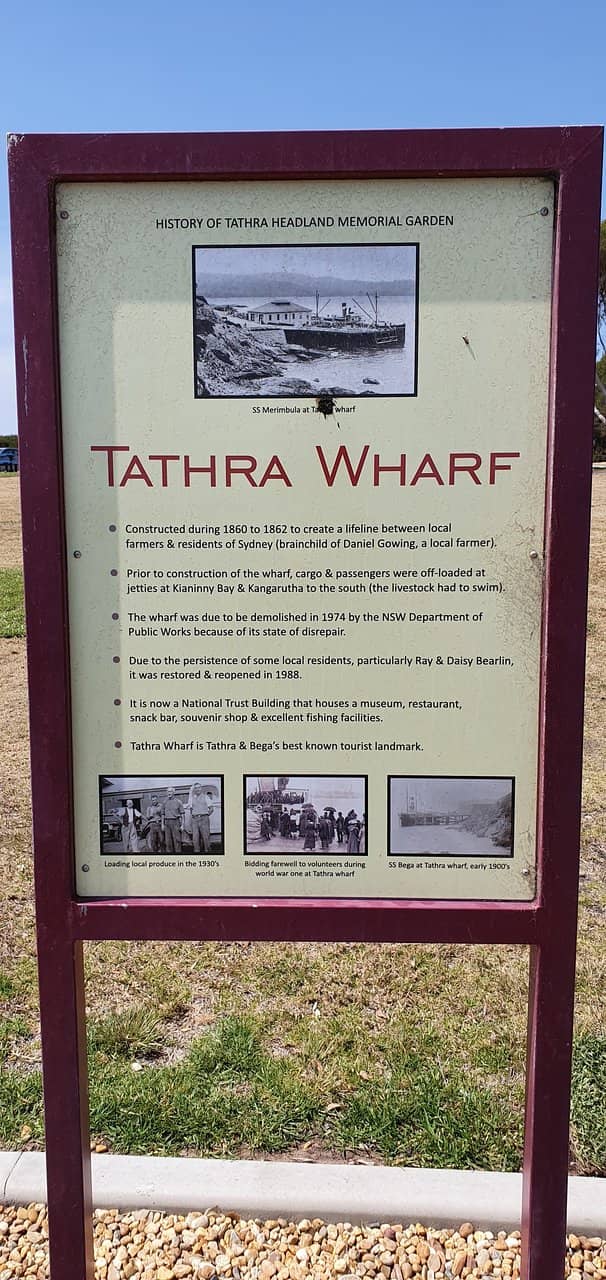 HISTORY OF TATHRA HEADLAND MEMORIAL GARDEN
SS Merimbula at wharf
TATHRA WHARF
• Constructed during 1860 to 1862 to create a lifeline between local
farmers & residents of Sydney (brainchild of Daniel Gowing, a local farmer).
• Prior to construction of the wharf, cargo & passengers were off-loaded at
jetties at Kianinny Bay & Kangarutha to the south (the livestock had to swim).
• The wharf was due to be demolished in 1974 by the NSW Department of
Public Works because of its state of disrepair.
• Due to the persistence of some local residents, particularly Ray & Daisy Bearlin,
it was restored & reopened in 1988.
• It is now a National Trust Building that houses a museum, restaurant,
snack bar, souvenir shop & excellent fishing facilities.
• Tathra Wharf is Tathra & Bega's best known tourist landmark.
Loading local produce in the 1930's
Bidding farewell to volunteers during
world war one at Tathra wharf
SS Bega at Tathra wharf, early 1900's